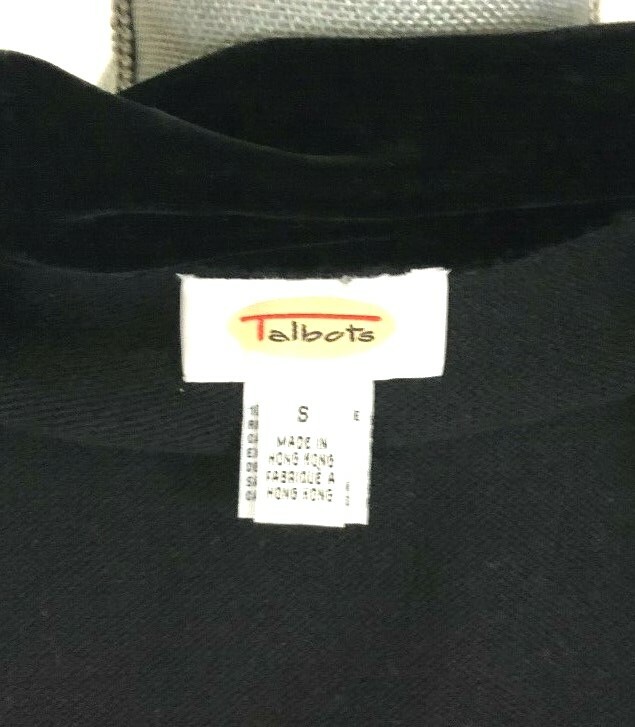 Talbots
S
E
MADE IN
HONG KONG
FABRIQUE A
HONG KONG